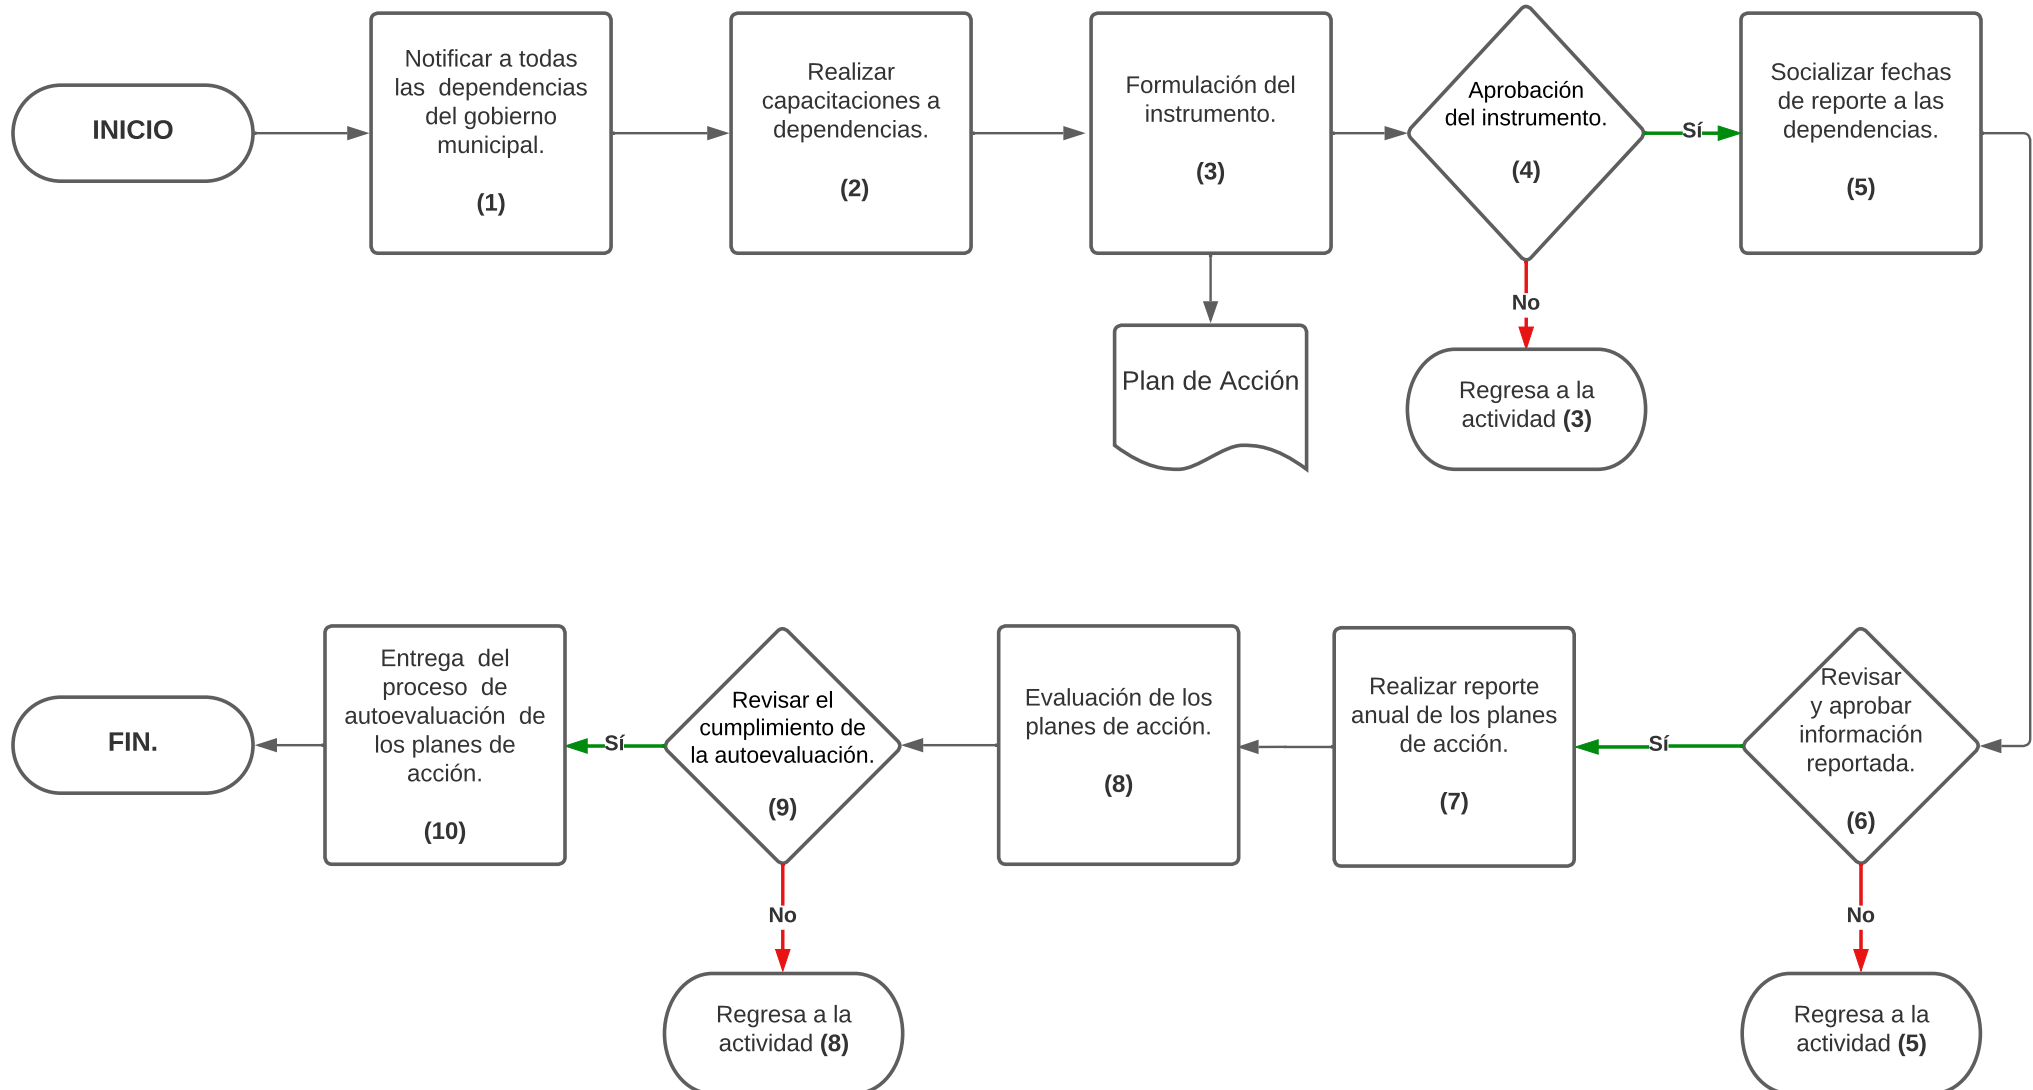 INICIO
Notificar a todas
las  dependencias
del gobierno
municipal.
(1)
Realizar
capacitaciones a
dependencias.
(2)
Formulación del
instrumento.
(3)
Plan de Acción
Aprobación
del instrumento.
(4)
Sí
No
Regresa a la
actividad (3)
Socializar fechas
de reporte a las
dependencias.
(5)
Revisar
y aprobar
información
reportada.
(6)
Sí
No
Regresa a la
actividad (5)
Realizar reporte
anual de los planes
de acción.
(7)
Evaluación de los
planes de acción.
(8)
Revisar el
cumplimiento de
la autoevaluación.
(9)
Sí
No
Regresa a la
actividad (8)
Entrega  del
proceso  de
autoevaluación  de
los planes de
acción.
(10)
FIN.